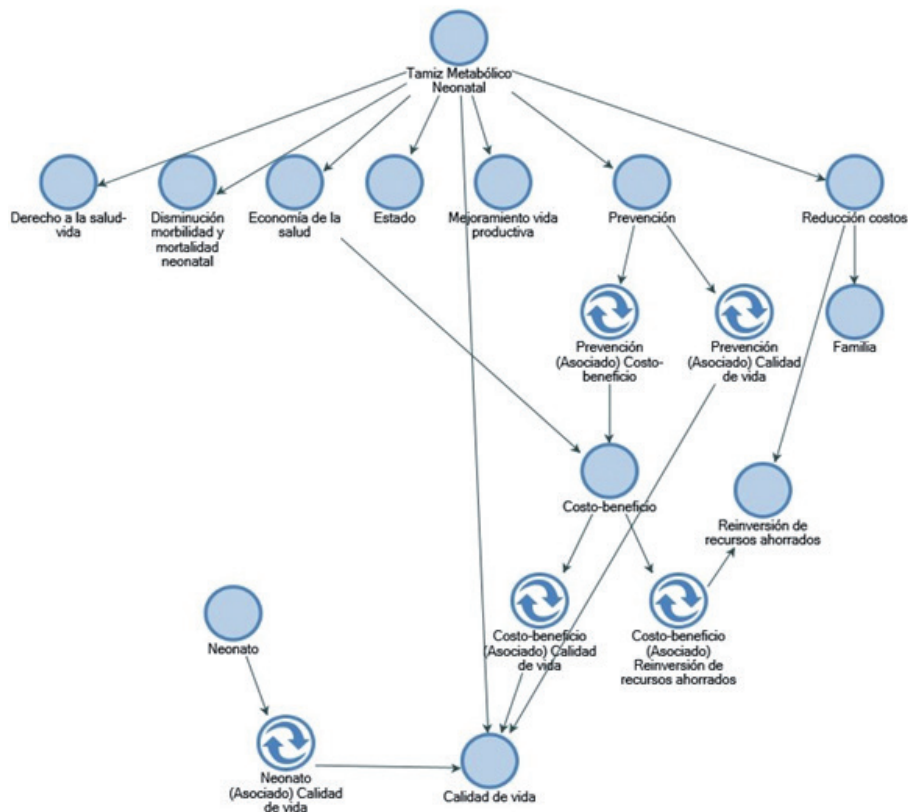 Tamiz Metabólico
Neonatal
Derecho a la salud-
vida
Disminución
morbilidad y
mortalidad
neonatal
Economía de la
salud
Estado
Mejoramiento vida
productiva
Prevención
Reducción costos
Prevención
(Asociado) Costo-
beneficio
Prevención
(Asociado) Calidad
de vida
Familia
Costo-beneficio
Reinversión de
recursos ahorrados
Neonato
Costo-beneficio
(Asociado) Calidad
de vida
Costo-beneficio
(Asociado)
Reinversión de
recursos ahorrados
Neonato
(Asociado) Calidad
de vida
Calidad de vida